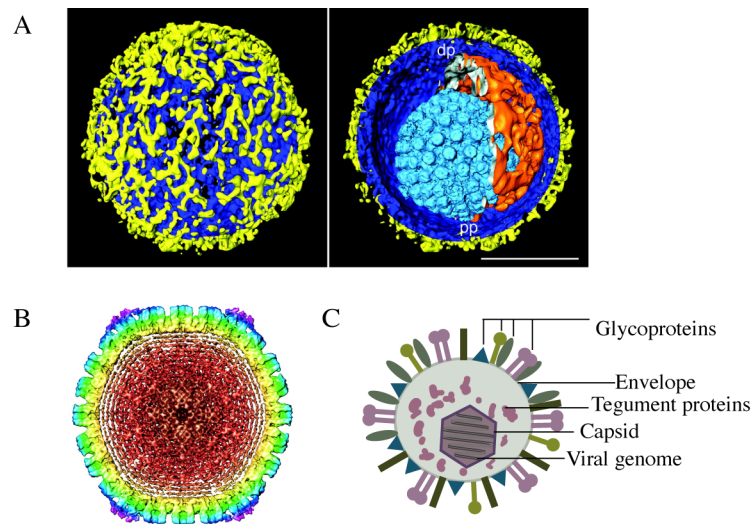 A
dp
pp
B
C
Glycoproteins
Envelope
Tegument proteins
Capsid
Viral genome